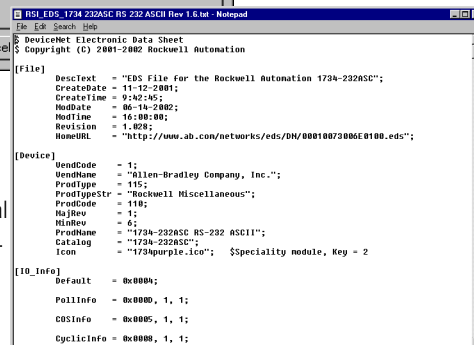 RSI_EDS_1734 232ASC RS 232 ASCII Rev 1.6.txt - Notepad
File Edit Search Help
$ DeviceNet Electronic Data Sheet
$ Copyright (C) 2001-2002 Rockwell Automation
[File]
DescText = "EDS File for the Rockwell Automation 1734-232ASC";
CreateDate = 11-12-2001;
CreateTime = 9:42:45;
ModDate = 06-14-2002;
ModTime = 16:00:00;
Revision = 1.028;
HomeURL = "http://www.ab.com/networks/eds/DN/00010073006E0100.eds";
[Device]
VendCode = 1;
VendName = "Allen-Bradley Company, Inc.";
ProdType = 115;
ProdTypeStr = "Rockwell Miscellaneous";
ProdCode = 110;
MajRev = 1;
MinRev = 6;
ProdName = "1734-232ASC RS-232 ASCII";
Catalog = "1734-232ASC";
Icon = "1734purple.ico"; $Speciality module, Key = 2
[IO_Info]
Default = 0x0004;
PollInfo = 0x000D, 1, 1;
COSInfo = 0x0005, 1, 1;
CyclicInfo = 0x0008, 1, 1;